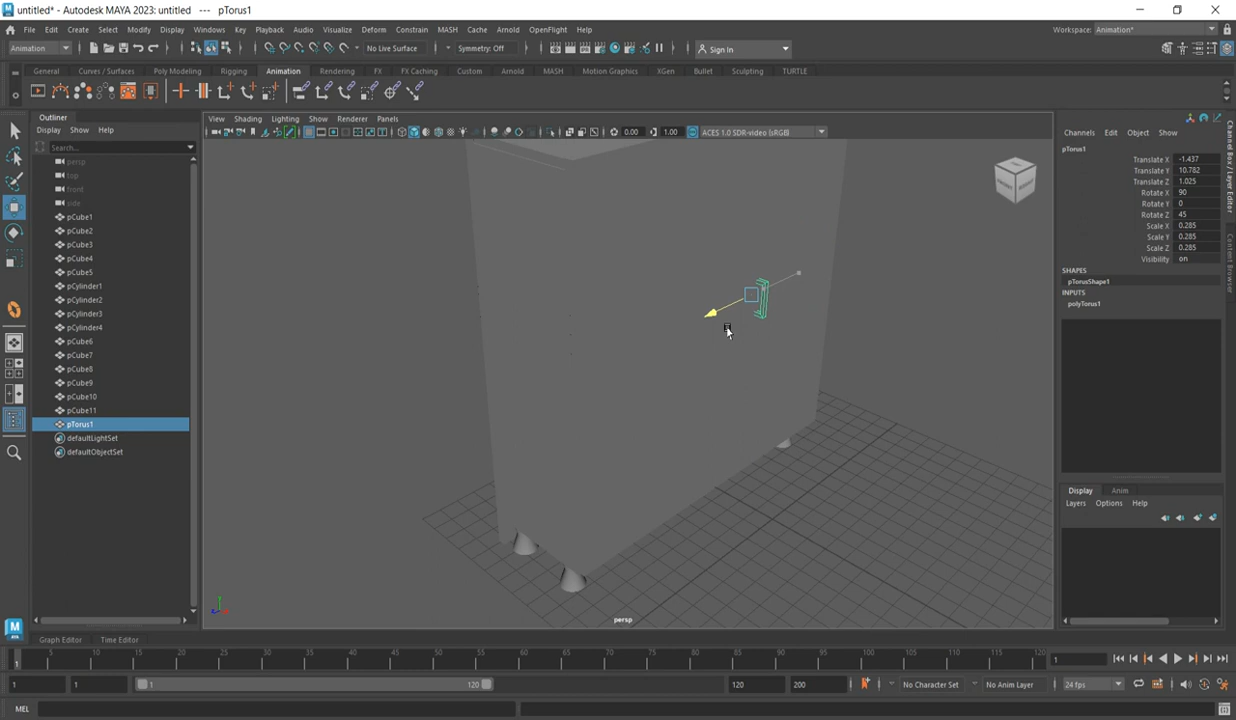 untitled* - Autodesk MAYA 2023: untitled --- pTorus1
File Edit Create Select Modify Display Windows Key Playback Audio Visualize Deform Constrain MASH Cache Arnold OpenFlight Help
Workspace: Animation*
Animation
No Live Surface
Symmetry: Off
Sign In
General Curves / Surfaces Poly Modeling Rigging Animation Rendering FX FX Caching Custom Arnold MASH Motion Graphics XGen Bullet Sculpting TURTLE
Outliner
Display Show Help
Search...
persp
top
front
side
pCube1
pCube2
pCube3
pCube4
pCube5
pCylinder1
pCylinder2
pCylinder3
pCylinder4
pCube6
pCube7
pCube8
pCube9
pCube10
pCube11
pTorus1
defaultLightSet
defaultObjectSet
View Shading Lighting Show Renderer Panels
0.00 1.00 ACES 1.0 SDR-video (sRGB)
persp
Channels Edit Object Show
pTorus1
Translate X -1.437
Translate Y 10.782
Translate Z 1.025
Rotate X 90
Rotate Y 0
Rotate Z 45
Scale X 0.285
Scale Y 0.285
Scale Z 0.285
Visibility on
SHAPES
pTorusShape1
INPUTS
polyTorus1
Channel Box / Layer Editor
Content Browser
Display Anim
Layers Options Help
Graph Editor Time Editor
5 10 15 20 25 30 35 40 45 50 55 60 65 70 75 80 85 90 95 100 105 110 115 120
1
1
1 1 1 120 120 200 No Character Set No Anim Layer 24 fps
MEL